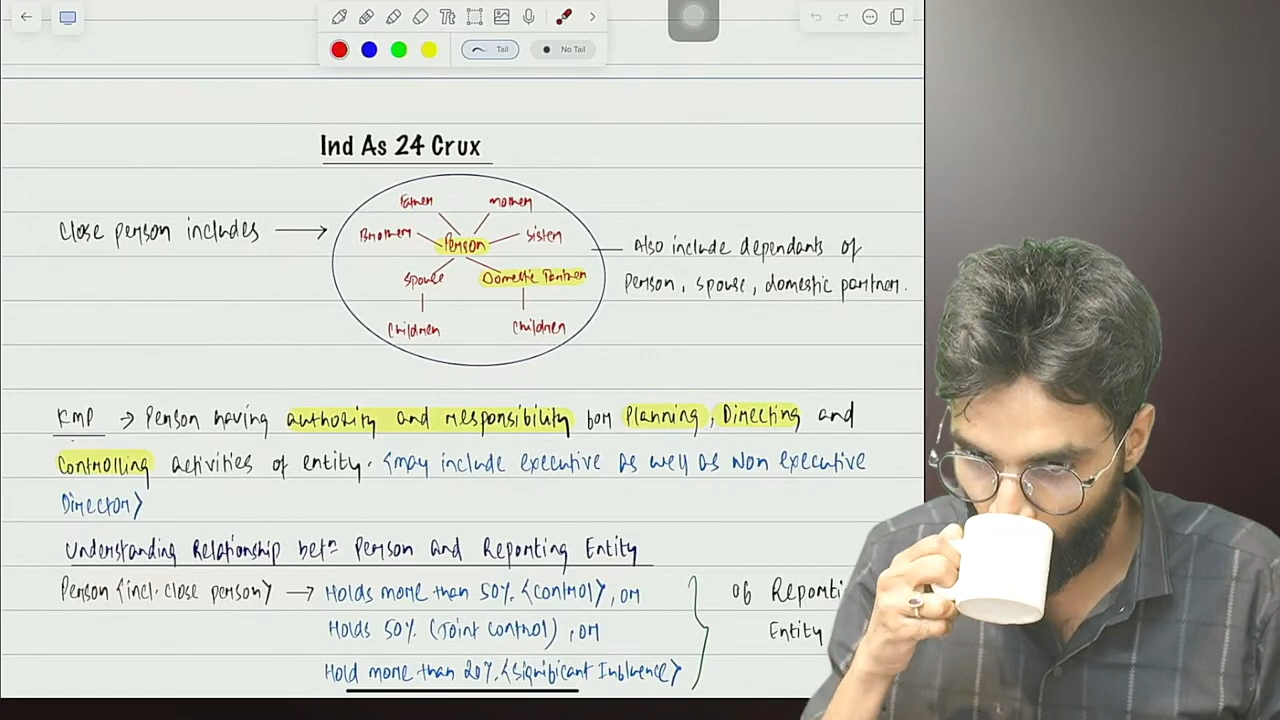 Tail
No Tail
Ind As 24 Crux
Close person includes
Father
mother
Brother
Person
Sister
Spouse
Domestic Partner
Children
Children
Also include dependants of
Person, spouse, domestic partner.
KMP → Person having authority and responsibility for Planning, Directing and
Controlling activities of entity. {may include executive as well as Non executive
Director}
Understanding Relationship betⁿ Person and Reporting Entity
Person {incl. close person} → Holds more than 50%. {Control}, or
Holds 50% (Joint Control), or
Hold more than 20%. {Significant Influence}
of Reporti
Entity